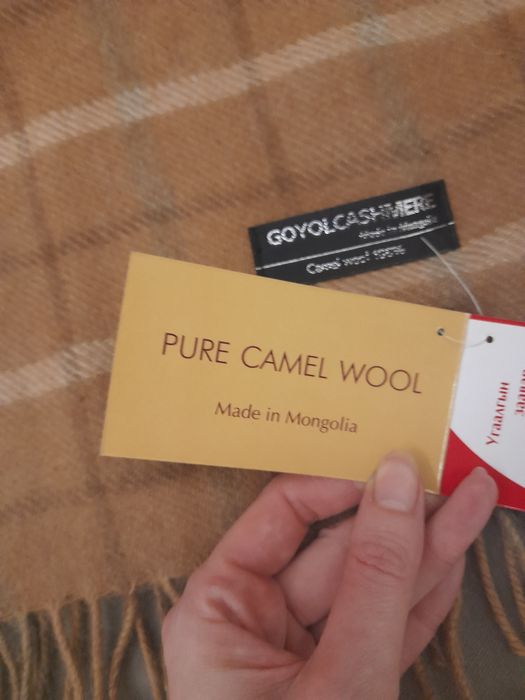 GOYOLCASHMERE
Made in Mongolia
Camel wool 100%
PURE CAMEL WOOL
Made in Mongolia
Угаалгын
заавар